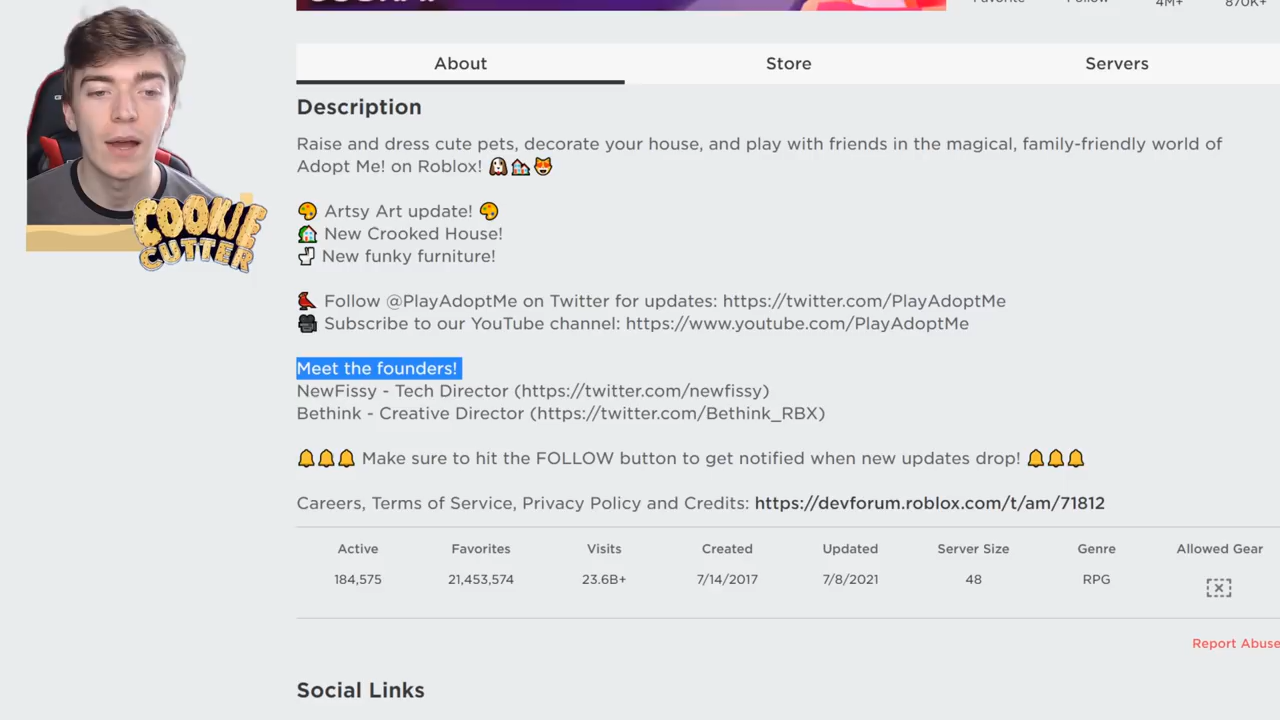 Favorite Follow 4M+ 870K+
About Store Servers
Description
Raise and dress cute pets, decorate your house, and play with friends in the magical, family-friendly world of
Adopt Me! on Roblox! 🐶🏠😻
🎨 Artsy Art update! 🎨
🏠 New Crooked House!
New funky furniture!
Follow @PlayAdoptMe on Twitter for updates: https://twitter.com/PlayAdoptMe
🎥 Subscribe to our YouTube channel: https://www.youtube.com/PlayAdoptMe
Meet the founders!
NewFissy - Tech Director (https://twitter.com/newfissy)
Bethink - Creative Director (https://twitter.com/Bethink_RBX)
🔔🔔🔔 Make sure to hit the FOLLOW button to get notified when new updates drop! 🔔🔔🔔
Careers, Terms of Service, Privacy Policy and Credits: https://devforum.roblox.com/t/am/71812
Active Favorites Visits Created Updated Server Size Genre Allowed Gear
184,575 21,453,574 23.6B+ 7/14/2017 7/8/2021 48 RPG
Report Abuse
Social Links
COOKIE
CUTTER